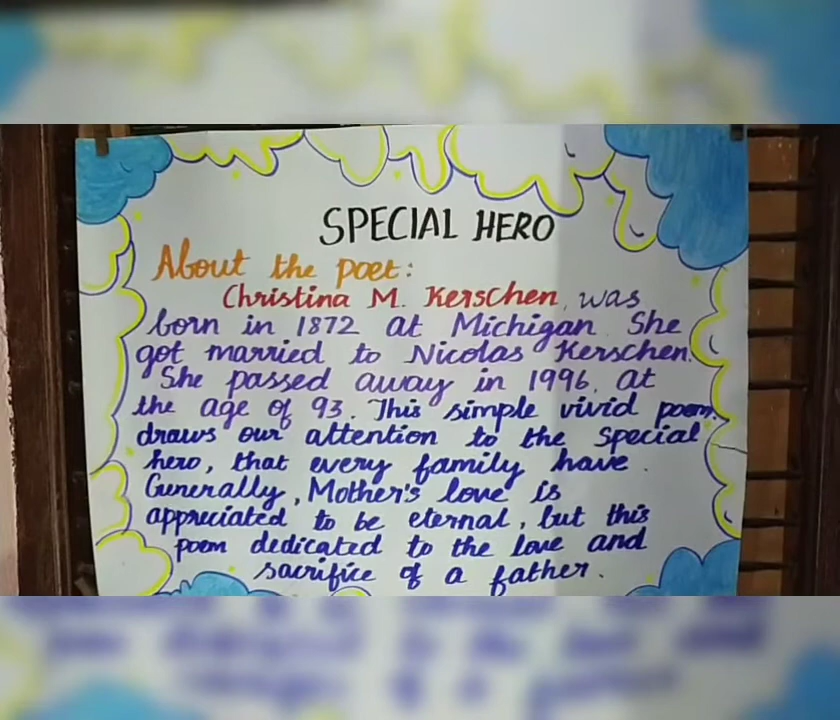 SPECIAL HERO
About the poet:
Christina M. Kerschen, was
born in 1872 at Michigan. She
got married to Nicolas Kerschen.
She passed away in 1996, at
the age of 93. This simple vivid poem
draws our attention to the special
hero, that every family have.
Generally, Mother's love is
appreciated to be eternal, but this
poem dedicated to the love and
sacrifice of a father.